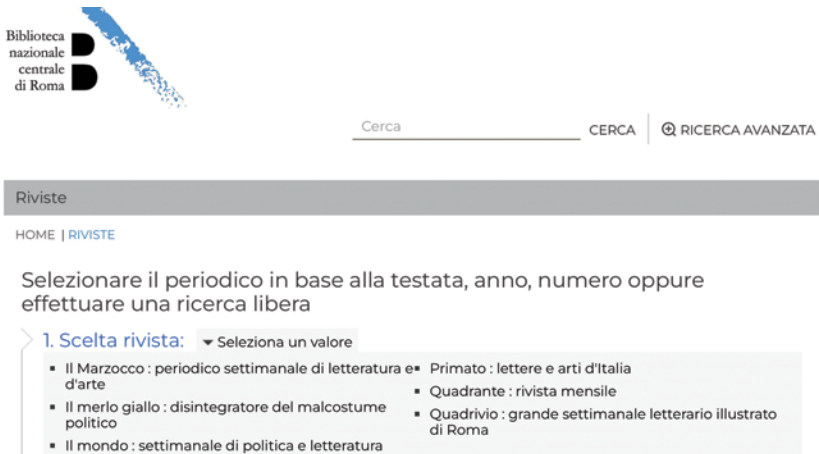 Biblioteca
nazionale
centrale
di Roma
Cerca
CERCA
RICERCA AVANZATA
Riviste
HOME | RIVISTE
Selezionare il periodico in base alla testata, anno, numero oppure
effettuare una ricerca libera
1. Scelta rivista: Seleziona un valore
Il Marzocco : periodico settimanale di letteratura e
d'arte
Il merlo giallo : disintegratore del malcostume
politico
Il mondo : settimanale di politica e letteratura
Primato : lettere e arti d'Italia
Quadrante : rivista mensile
Quadrivio : grande settimanale letterario illustrato
di Roma